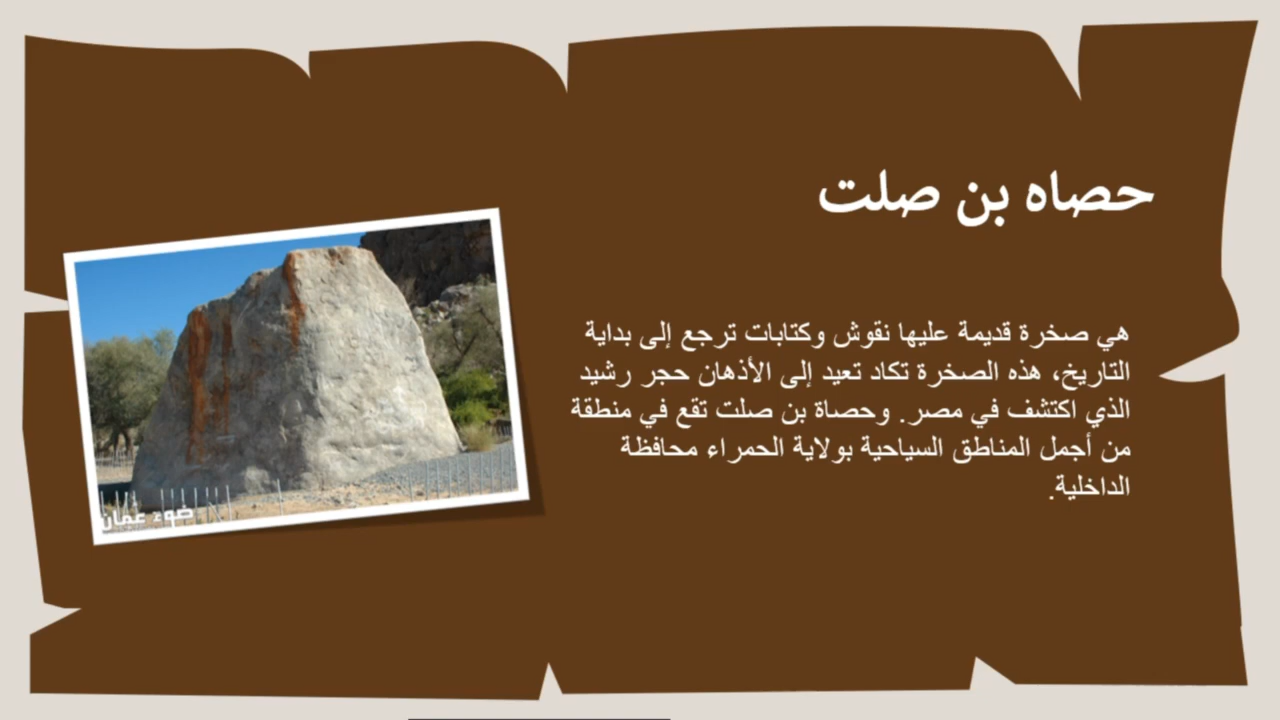 حصاه بن صلت
هي صخرة قديمة عليها نقوش وكتابات ترجع إلى بداية
التاريخ، هذه الصخرة تكاد تعيد إلى الأذهان حجر رشيد
الذي اكتشف في مصر. وحصاة بن صلت تقع في منطقة
من أجمل المناطق السياحية بولاية الحمراء محافظة
الداخلية.
ضوء عمان